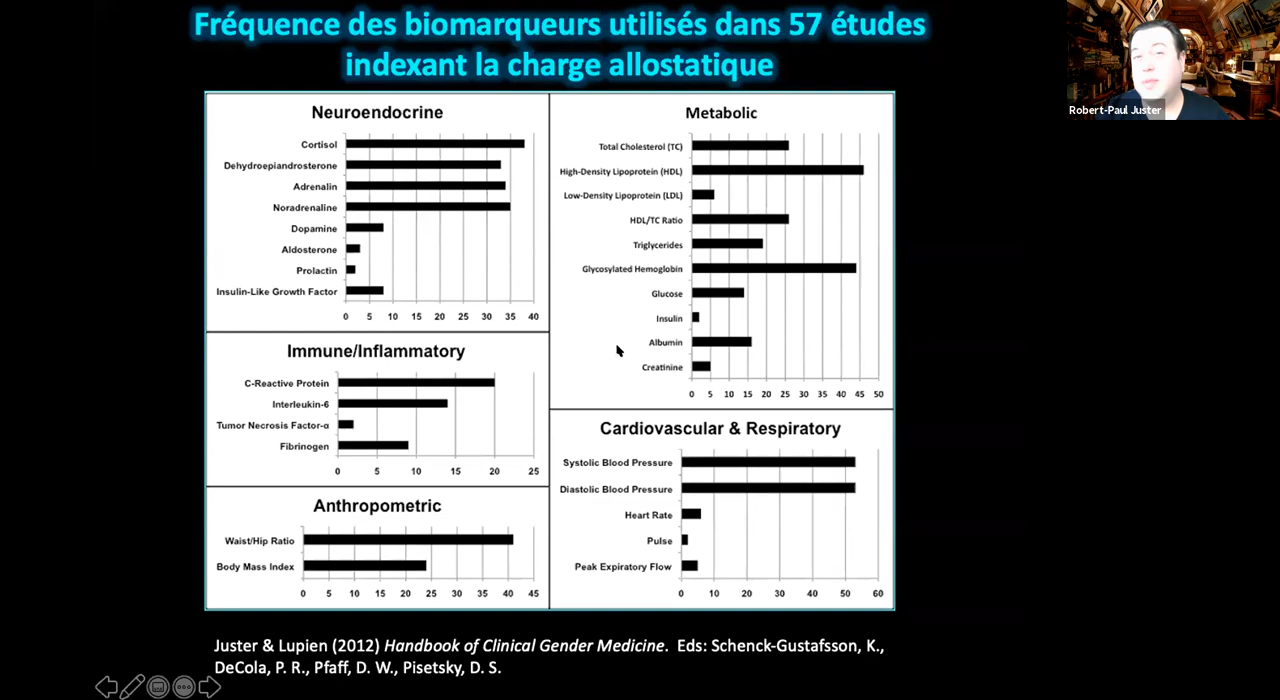 Fréquence des biomarqueurs utilisés dans 57 études
indexant la charge allostatique
Robert-Paul Juster
Neuroendocrine
Cortisol
Dehydroepiandrosterone
Adrenalin
Noradrenaline
Dopamine
Aldosterone
Prolactin
Insulin-Like Growth Factor
0 5 10 15 20 25 30 35 40
Immune/Inflammatory
C-Reactive Protein
Interleukin-6
Tumor Necrosis Factor-α
Fibrinogen
0 5 10 15 20 25
Anthropometric
Waist/Hip Ratio
Body Mass Index
0 5 10 15 20 25 30 35 40 45
Metabolic
Total Cholesterol (TC)
High-Density Lipoprotein (HDL)
Low-Density Lipoprotein (LDL)
HDL/TC Ratio
Triglycerides
Glycosylated Hemoglobin
Glucose
Insulin
Albumin
Creatinine
0 5 10 15 20 25 30 35 40 45 50
Cardiovascular & Respiratory
Systolic Blood Pressure
Diastolic Blood Pressure
Heart Rate
Pulse
Peak Expiratory Flow
0 10 20 30 40 50 60
Juster & Lupien (2012) Handbook of Clinical Gender Medicine. Eds: Schenck-Gustafsson, K.,
DeCola, P. R., Pfaff, D. W., Pisetsky, D. S.